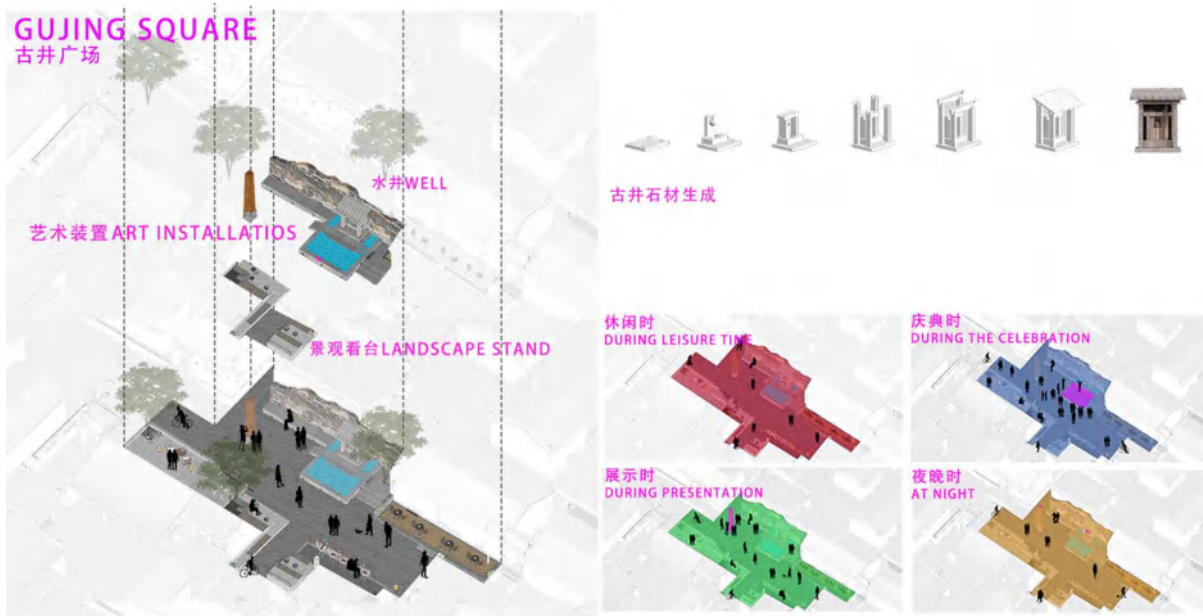 GUJING SQUARE
古井广场
水井WELL
艺术装置ART INSTALLATIOS
景观看台LANDSCAPE STAND
古井石材生成
休闲时
DURING LEISURE TINE
庆典时
DURING THE CELEBRATION
展示时
DURING PRESENTATION
夜晚时
AT NIGHT